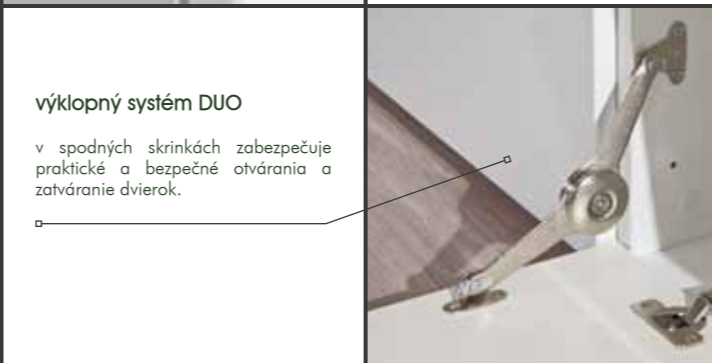 výklopný systém DUO
v spodných skrinkách zabezpečuje
praktické a bezpečné otvárania a
zatváranie dvierok.